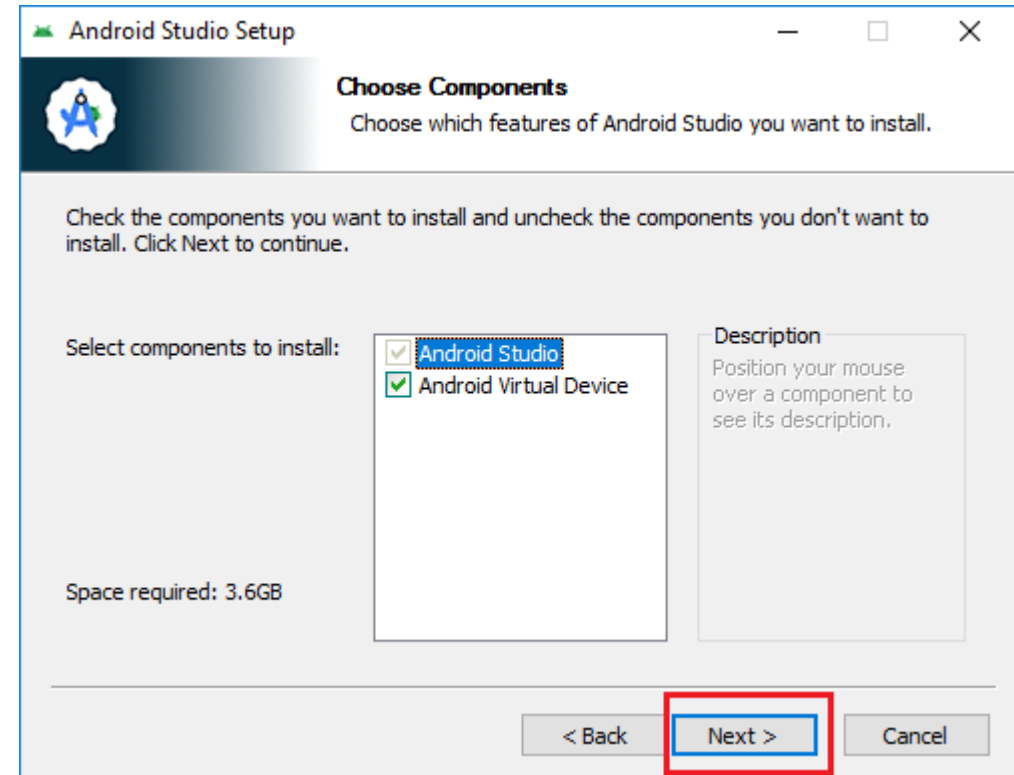 Android Studio Setup
Choose Components
Choose which features of Android Studio you want to install.
Check the components you want to install and uncheck the components you don't want to
install. Click Next to continue.
Select components to install:
Android Studio
Android Virtual Device
Description
Position your mouse
over a component to
see its description.
Space required: 3.6GB
< Back
Next >
Cancel